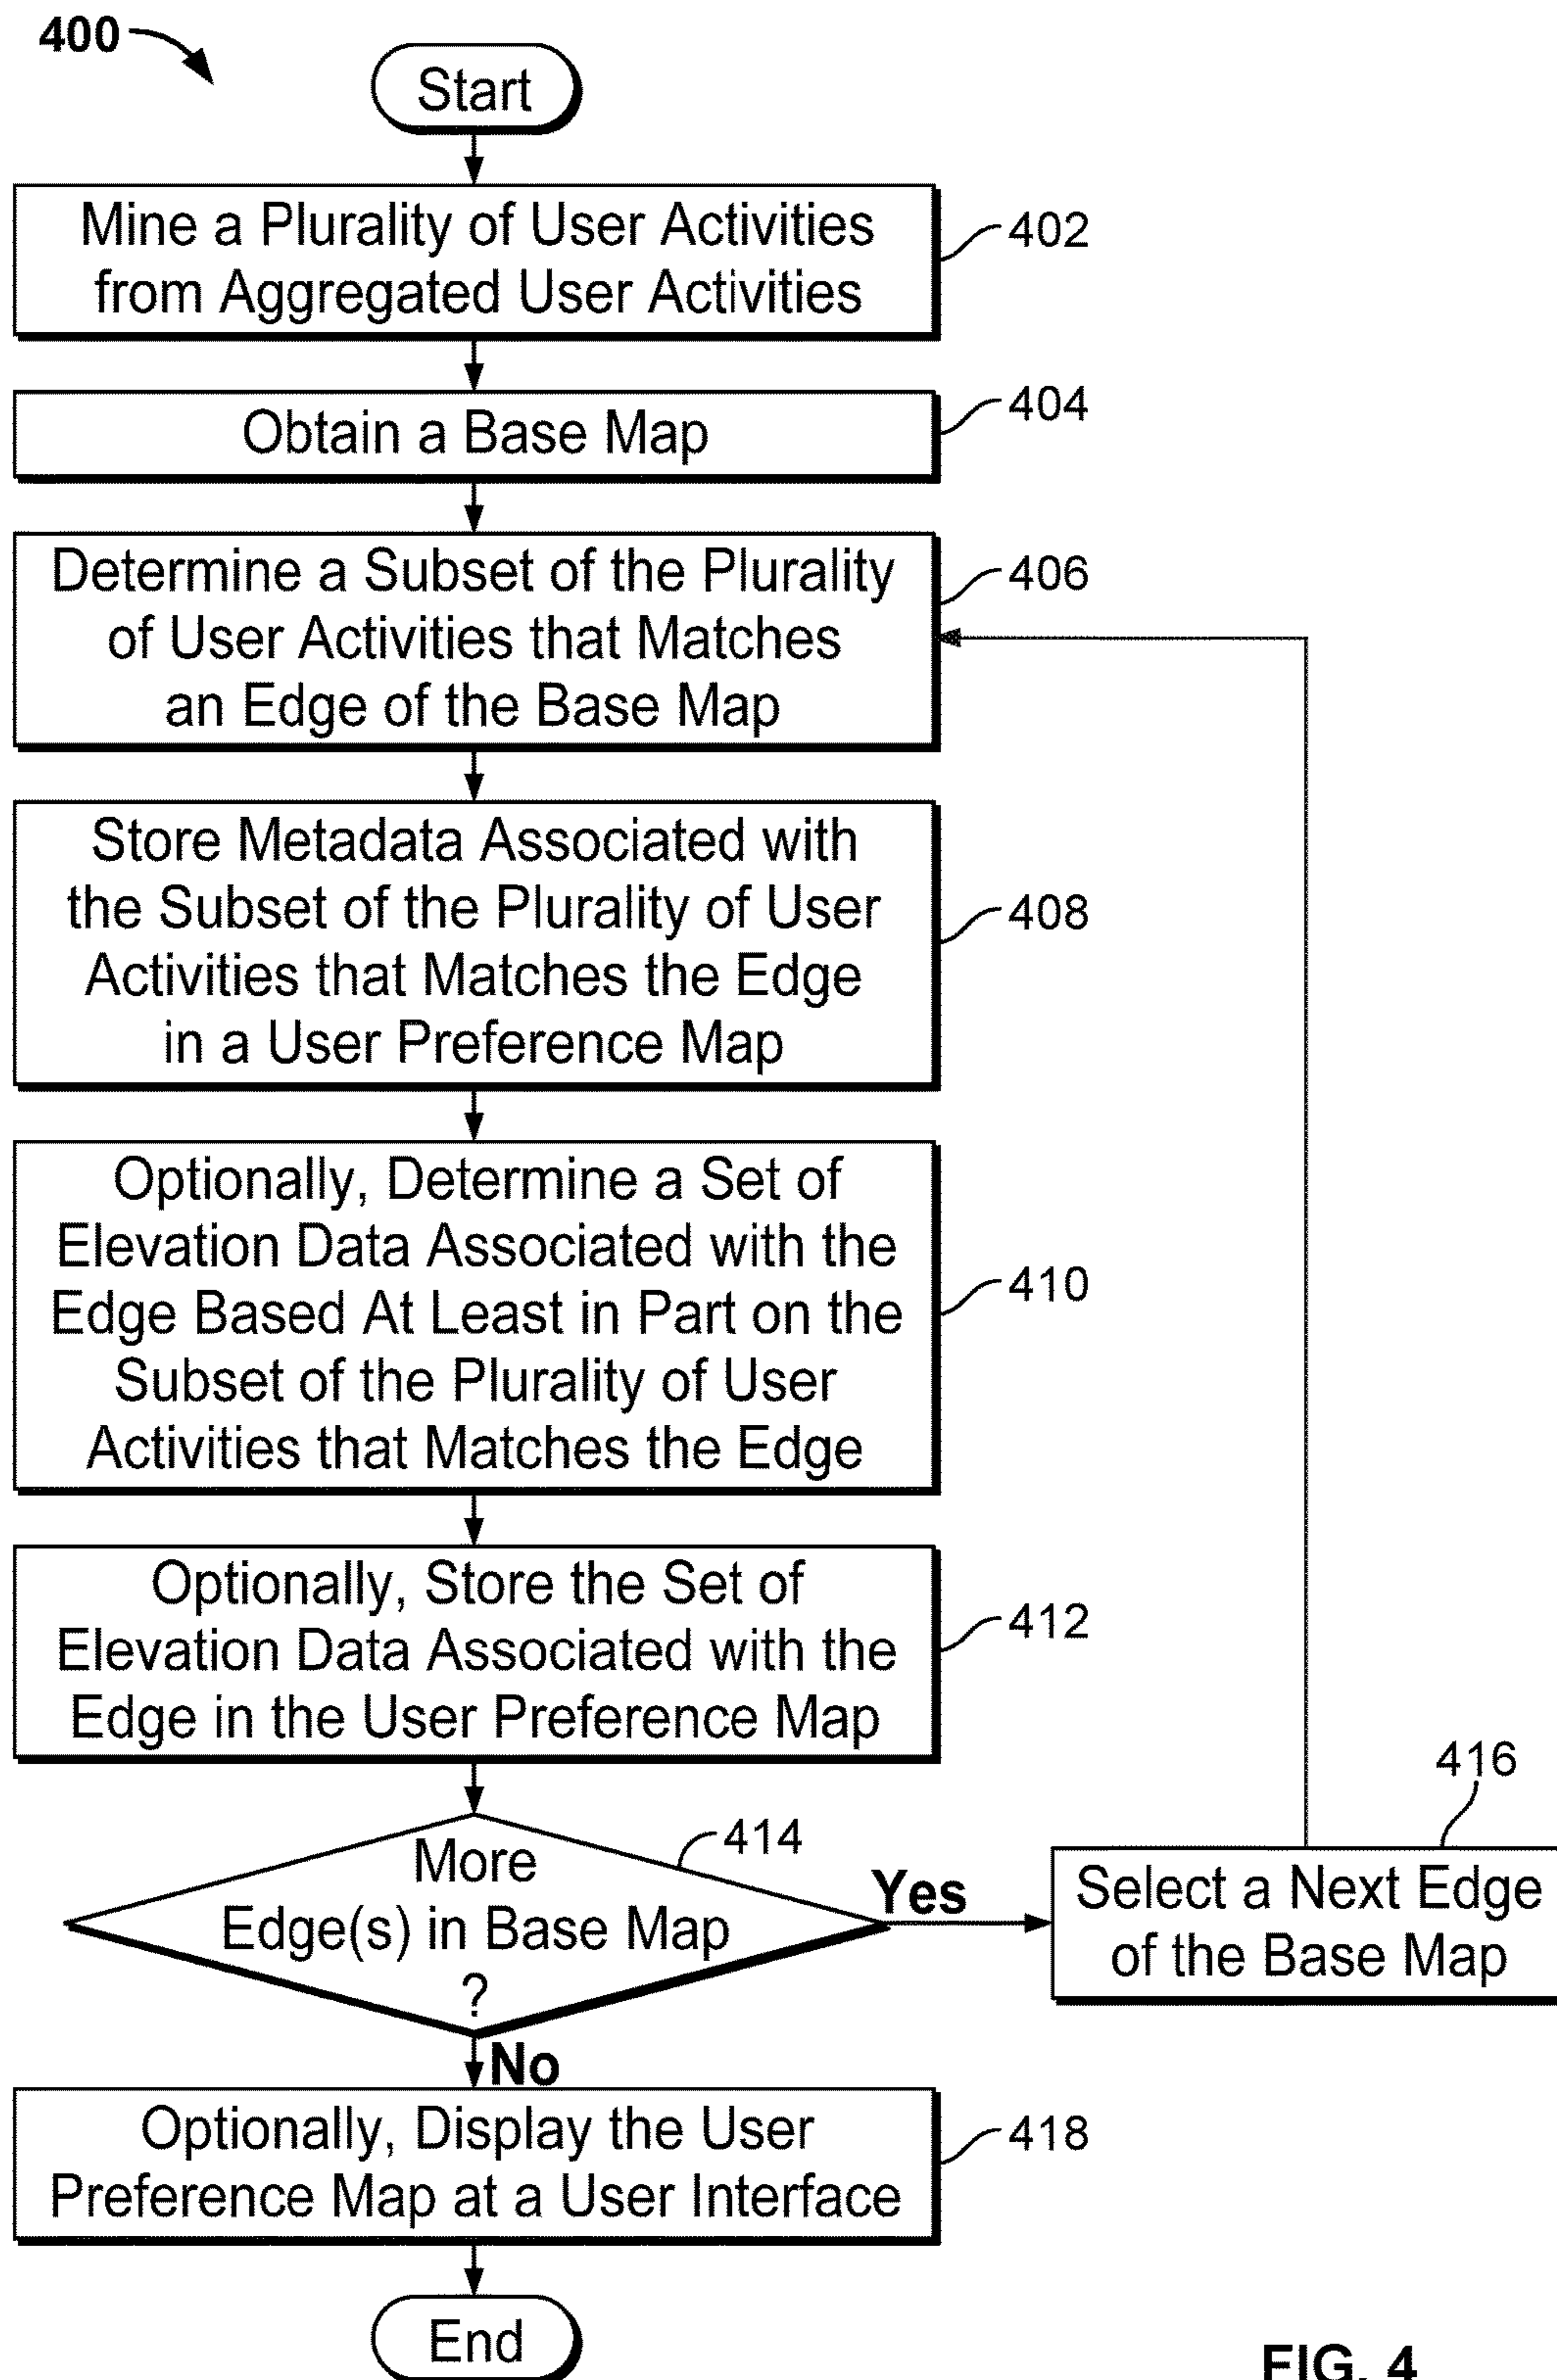 400
Start
Mine a Plurality of User Activities
from Aggregated User Activities
402
Obtain a Base Map
404
Determine a Subset of the Plurality
of User Activities that Matches
an Edge of the Base Map
406
Store Metadata Associated with
the Subset of the Plurality of User
Activities that Matches the Edge
in a User Preference Map
408
Optionally, Determine a Set of
Elevation Data Associated with the
Edge Based At Least in Part on the
Subset of the Plurality of User
Activities that Matches the Edge
410
Optionally, Store the Set of
Elevation Data Associated with the
Edge in the User Preference Map
412
More
Edge(s) in Base Map
?
414
Yes
416
Select a Next Edge
of the Base Map
No
Optionally, Display the User
Preference Map at a User Interface
418
End
FIG. 4